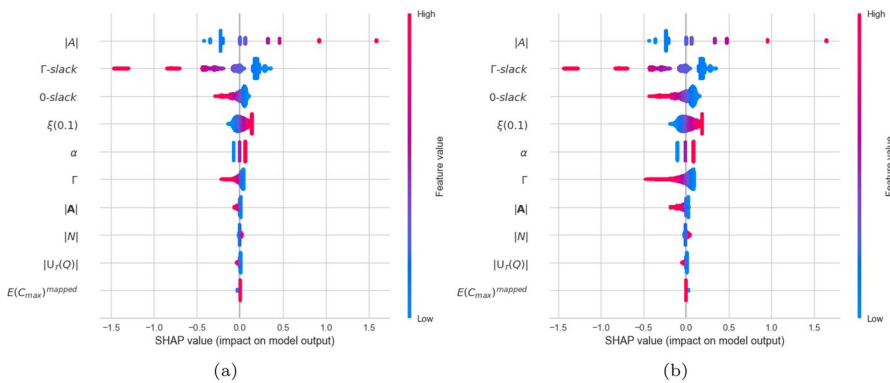 High
|A|
Γ-slack
0-slack
ξ(0.1)
α
Γ
|𝐀|
|N|
|U_T(Q)|
E(C_max)^mapped
Feature value
Low
−1.5 −1.0 −0.5 0.0 0.5 1.0 1.5
SHAP value (impact on model output)
(a)
High
|A|
Γ-slack
0-slack
ξ(0.1)
α
Γ
|𝐀|
|N|
|U_T(Q)|
E(C_max)^mapped
Feature value
Low
−1.5 −1.0 −0.5 0.0 0.5 1.0 1.5
SHAP value (impact on model output)
(b)